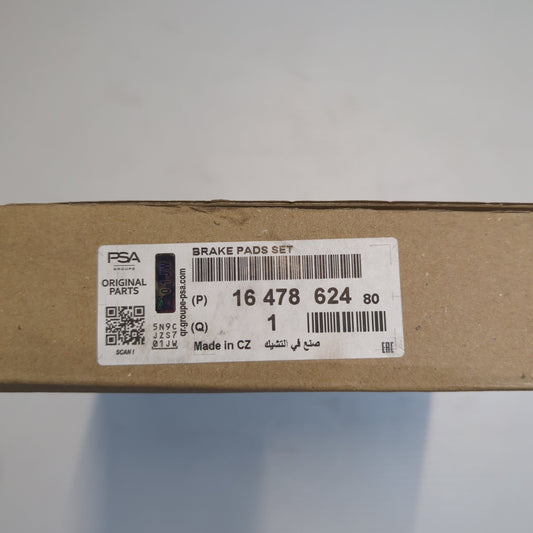 PSA
GROUPE
ORIGINAL
PARTS
SCAN !
5N9C
JZS7
01JW
qr.groupe-psa.com
BRAKE PADS SET
(P) 16 478 624 80
(Q) 1
Made in CZ صنع في التشيك
EAC